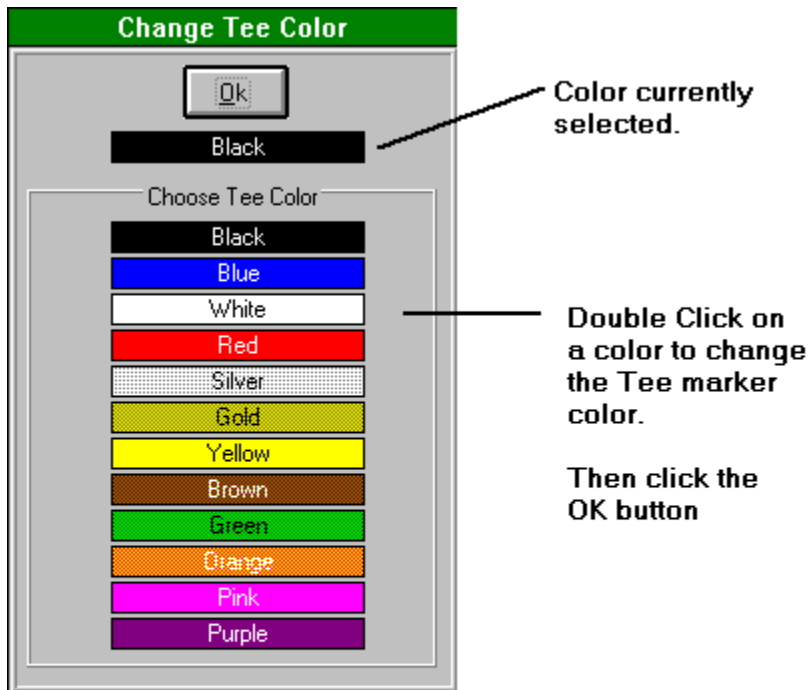 Change Tee Color
Ok
Black
Color currently
selected.
Choose Tee Color
Black
Blue
White
Red
Silver
Gold
Yellow
Brown
Green
Orange
Pink
Purple
Double Click on
a color to change
the Tee marker
color.
Then click the
OK button